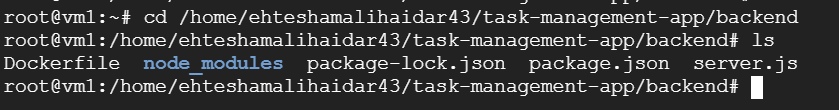 root@vm1:~# cd /home/ehteshamalihaidar43/task-management-app/backend
root@vm1:/home/ehteshamalihaidar43/task-management-app/backend# ls
Dockerfile  node_modules  package-lock.json  package.json  server.js
root@vm1:/home/ehteshamalihaidar43/task-management-app/backend#